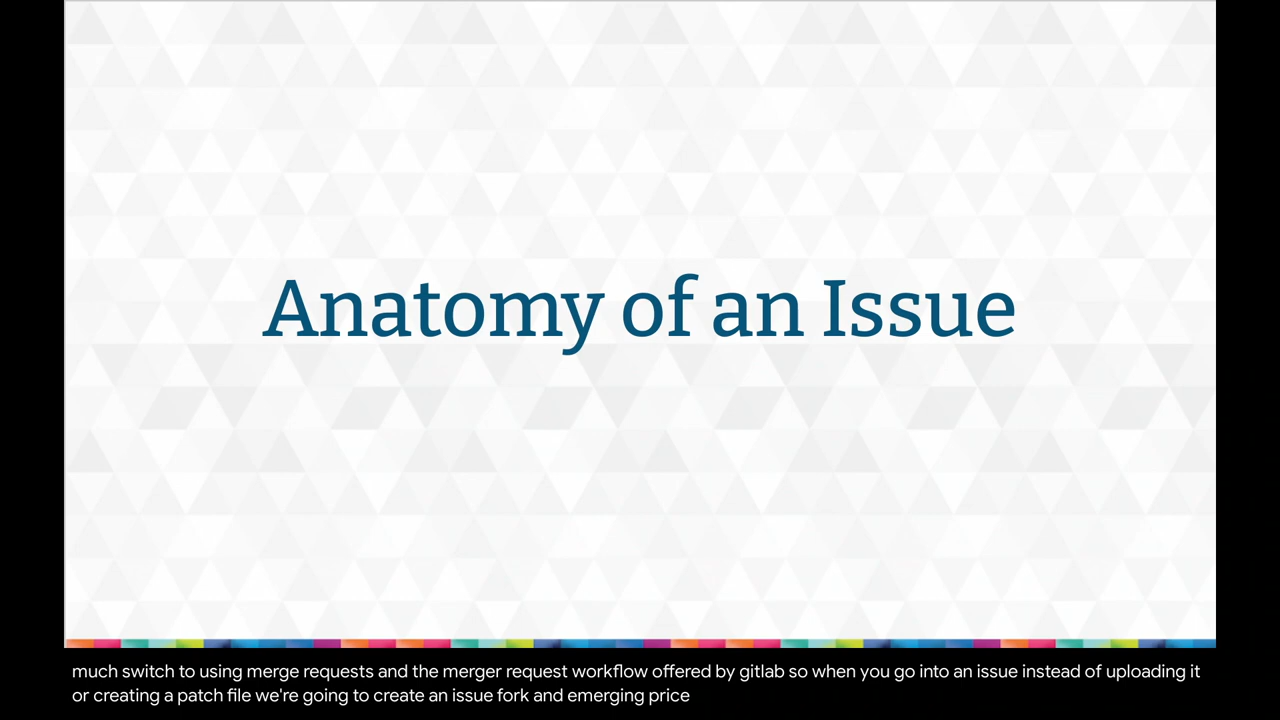 Anatomy of an Issue
much switch to using merge requests and the merger request workflow offered by gitlab so when you go into an issue instead of uploading it
or creating a patch file we're going to create an issue fork and emerging price